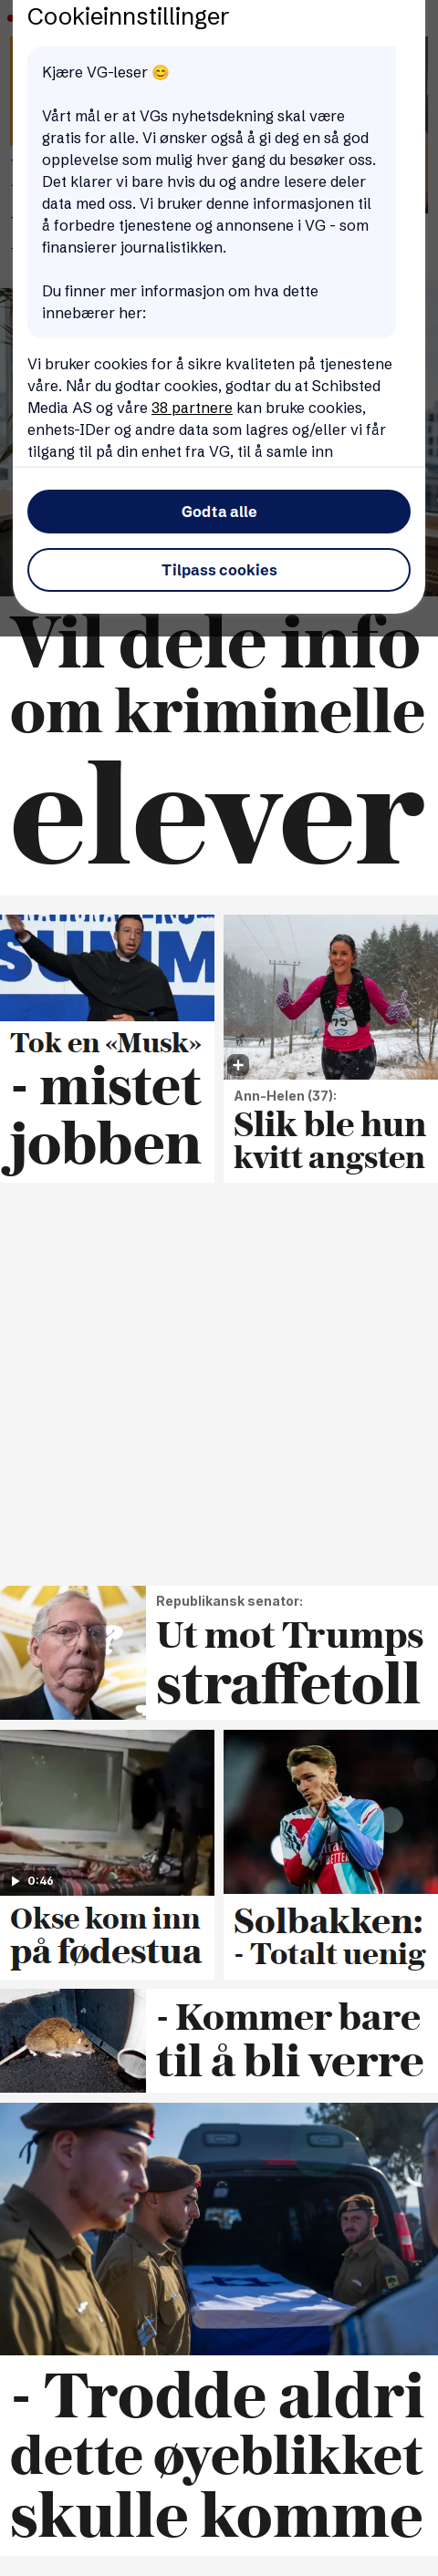 Cookieinnstillinger
Kjære VG-leser 😊
Vårt mål er at VGs nyhetsdekning skal være
gratis for alle. Vi ønsker også å gi deg en så god
opplevelse som mulig hver gang du besøker oss.
Det klarer vi bare hvis du og andre lesere deler
data med oss. Vi bruker denne informasjonen til
å forbedre tjenestene og annonsene i VG - som
finansierer journalistikken.
Du finner mer informasjon om hva dette
innebærer her:
Vi bruker cookies for å sikre kvaliteten på tjenestene
våre. Når du godtar cookies, godtar du at Schibsted
Media AS og våre 38 partnere kan bruke cookies,
enhets-IDer og andre data som lagres og/eller vi får
tilgang til på din enhet fra VG, til å samle inn
Godta alle
Tilpass cookies
Vil dele info
om kriminelle
elever
SUMM
Tok en «Musk»
- mistet
jobben
75
Ann-Helen (37):
Slik ble hun
kvitt angsten
Republikansk senator:
Ut mot Trumps
straffetoll
0:46
Okse kom inn
på fødestua
Solbakken:
- Totalt uenig
- Kommer bare
til å bli verre
- Trodde aldri
dette øyeblikket
skulle komme